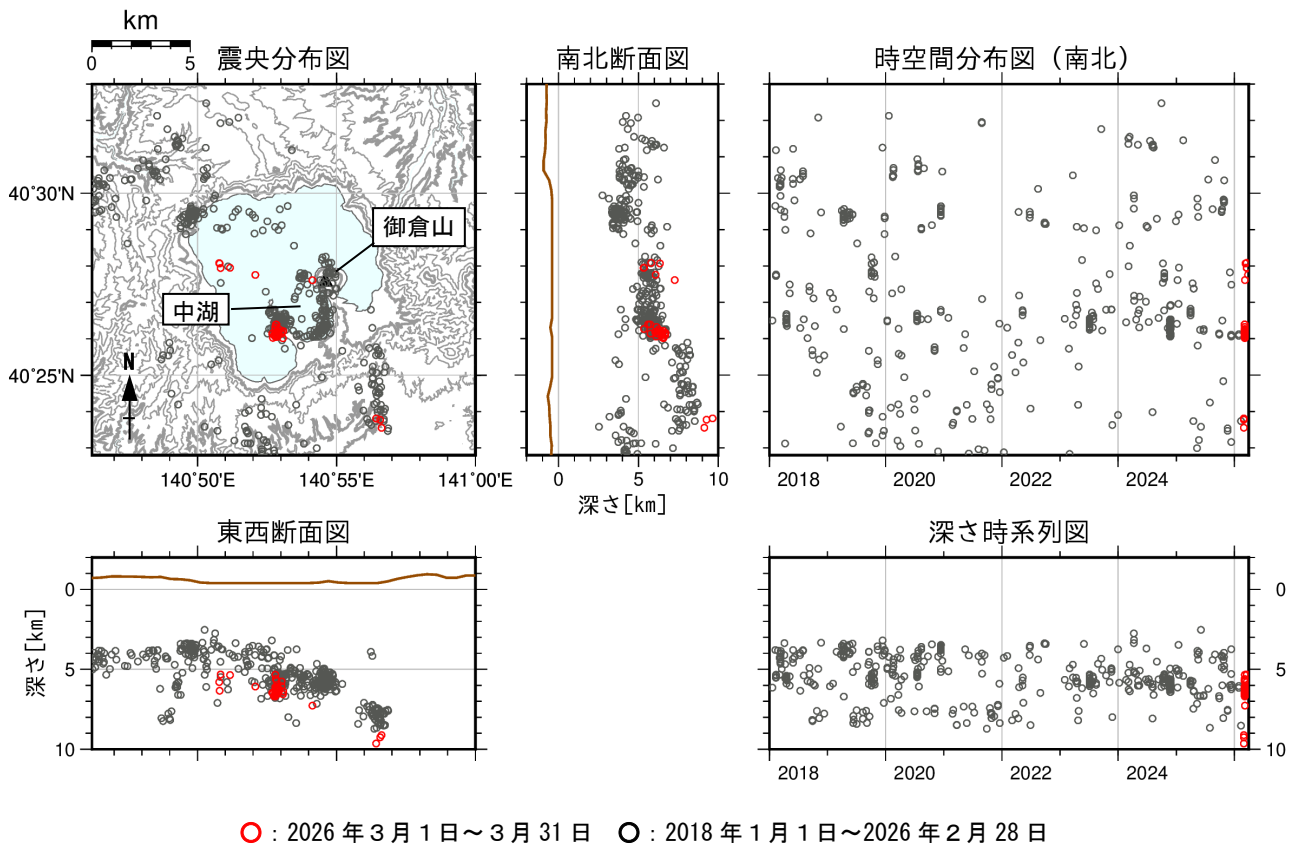 km
0 5
震央分布図
南北断面図
時空間分布図（南北）
40°30'N
御倉山
中湖
N
40°25'N
140°50'E 140°55'E 141°00'E
0 5 10
深さ[km]
2018 2020 2022 2024
東西断面図
深さ時系列図
0
5
10
深さ[km]
0
5
10
2018 2020 2022 2024
：2026 年３月１日～３月 31 日 ：2018 年１月１日～2026 年２月 28 日